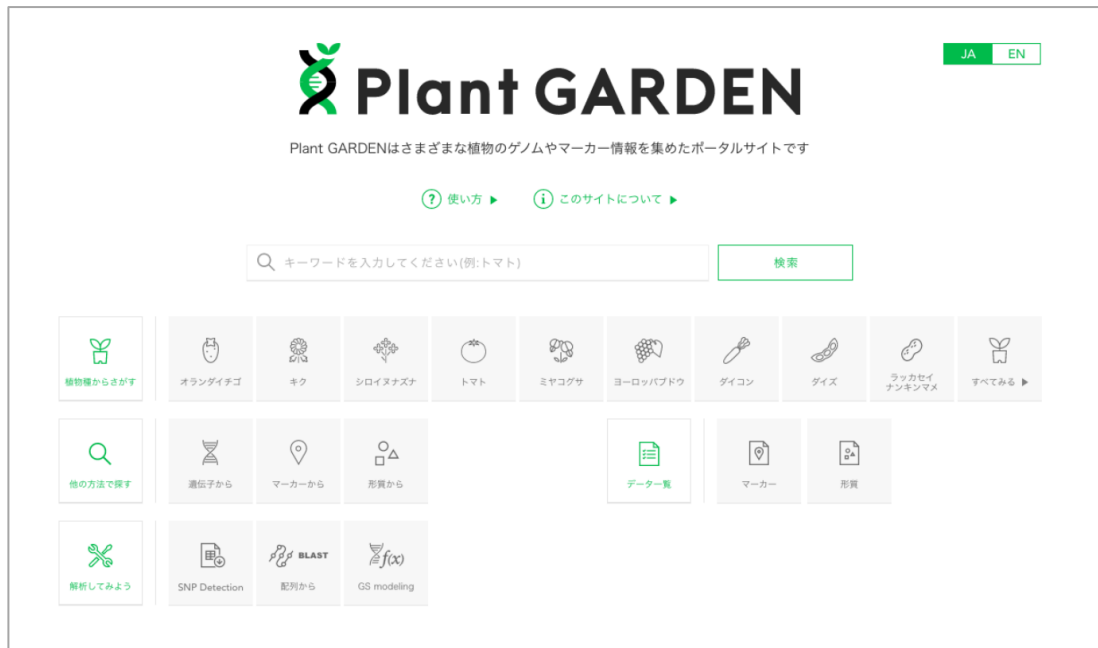 JA EN
Plant GARDEN
Plant GARDENはさまざまな植物のゲノムやマーカー情報を集めたポータルサイトです
? 使い方 ▶ i このサイトについて ▶
キーワードを入力してください(例:トマト) 検索
植物種からさがす オランダイチゴ キク シロイヌナズナ トマト ミヤコグサ ヨーロッパブドウ ダイコン ダイズ ラッカセイ
ナンキンマメ すべてみる ▶
他の方法で探す 遺伝子から マーカーから 形質から データ一覧 マーカー 形質
BLAST f(x)
解析してみよう SNP Detection 配列から GS modeling